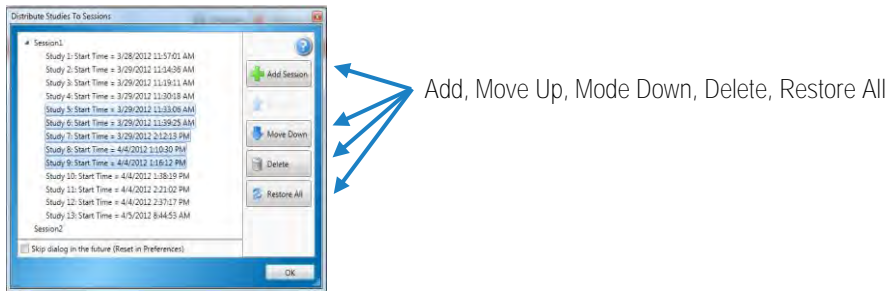 Distribute Studies To Sessions
Session1
Study 1: Start Time = 3/28/2012 11:57:01 AM
Study 2: Start Time = 3/29/2012 11:14:36 AM
Study 3: Start Time = 3/29/2012 11:19:11 AM
Study 4: Start Time = 3/29/2012 11:30:18 AM
Study 5: Start Time = 3/29/2012 11:33:06 AM
Study 6: Start Time = 3/29/2012 11:39:25 AM
Study 7: Start Time = 3/29/2012 2:12:13 PM
Study 8: Start Time = 4/4/2012 1:10:30 PM
Study 9: Start Time = 4/4/2012 1:16:12 PM
Study 10: Start Time = 4/4/2012 1:38:19 PM
Study 11: Start Time = 4/4/2012 2:21:02 PM
Study 12: Start Time = 4/4/2012 2:37:17 PM
Study 13: Start Time = 4/5/2012 8:44:53 AM
Session2
Skip dialog in the future (Reset in Preferences)
?
Add Session
Move Down
Delete
Restore All
OK
Add, Move Up, Mode Down, Delete, Restore All